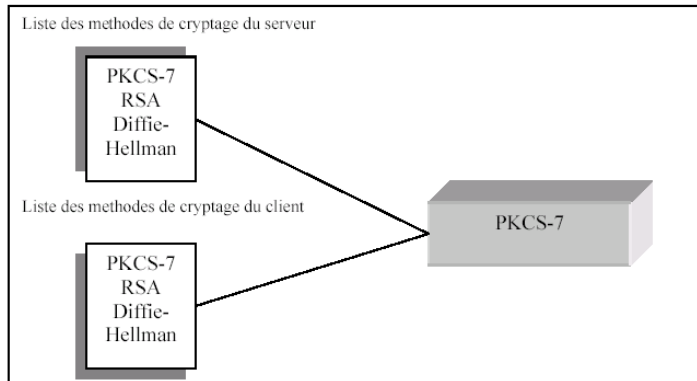 Liste des methodes de cryptage du serveur
PKCS-7
RSA
Diffie-
Hellman
Liste des methodes de cryptage du client
PKCS-7
RSA
Diffie-
Hellman
PKCS-7